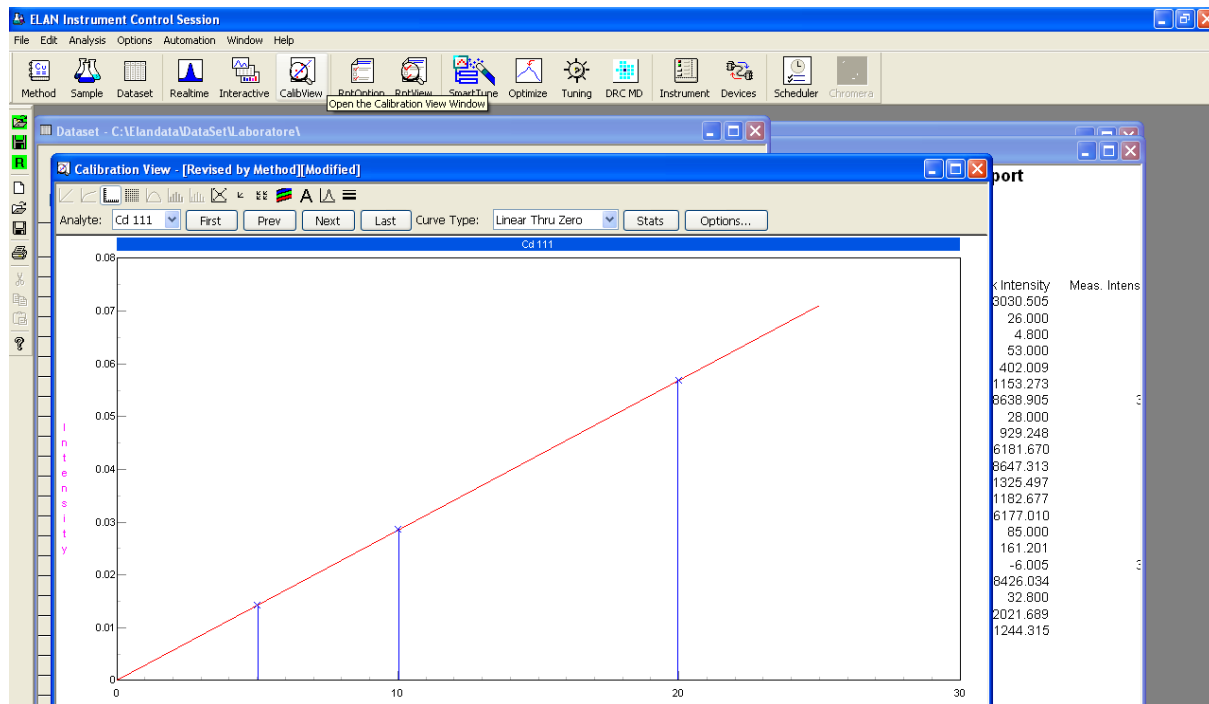 ELAN Instrument Control Session
File Edit Analysis Options Automation Window Help
Method Sample Dataset Realtime Interactive CalibView RptOption RptView SmartTune Optimize Tuning DRC MD Instrument Devices Scheduler Chromera
Open the Calibration View Window
Dataset - C:\Elandata\DataSet\Laboratore\
Calibration View - [Revised by Method][Modified]
port
Analyte: Cd 111 First Prev Next Last Curve Type: Linear Thru Zero Stats Options...
Cd 111
0.08
0.07
0.06
0.05
0.04
0.03
0.02
0.01
0
Intensity
0 10 20 30
k Intensity Meas. Intens
3030.505
26.000
4.800
53.000
402.009
1153.273
8638.905 3
28.000
929.248
6181.670
8647.313
1325.497
1182.677
6177.010
85.000
161.201
-6.005 3
8426.034
32.800
2021.689
1244.315